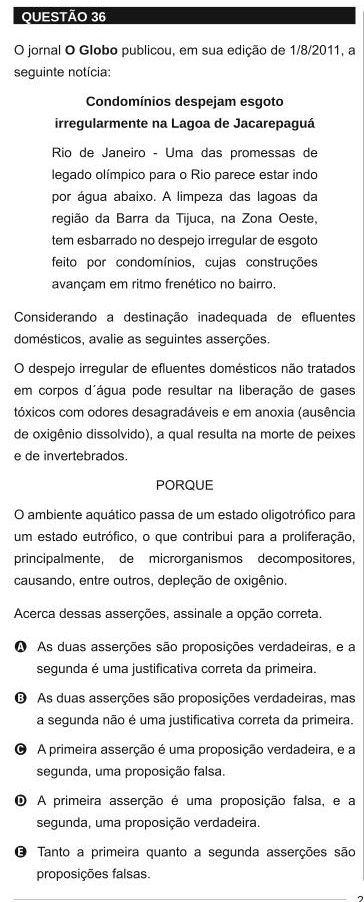 QUESTÃO 36
O jornal O Globo publicou, em sua edição de 1/8/2011, a
seguinte notícia:
Condomínios despejam esgoto
irregularmente na Lagoa de Jacarepaguá
Rio de Janeiro - Uma das promessas de
legado olímpico para o Rio parece estar indo
por água abaixo. A limpeza das lagoas da
região da Barra da Tijuca, na Zona Oeste,
tem esbarrado no despejo irregular de esgoto
feito por condomínios, cujas construções
avançam em ritmo frenético no bairro.
Considerando a destinação inadequada de efluentes
domésticos, avalie as seguintes asserções.
O despejo irregular de efluentes domésticos não tratados
em corpos d´água pode resultar na liberação de gases
tóxicos com odores desagradáveis e em anoxia (ausência
de oxigênio dissolvido), a qual resulta na morte de peixes
e de invertebrados.
PORQUE
O ambiente aquático passa de um estado oligotrófico para
um estado eutrófico, o que contribui para a proliferação,
principalmente, de microrganismos decompositores,
causando, entre outros, depleção de oxigênio.
Acerca dessas asserções, assinale a opção correta.
A As duas asserções são proposições verdadeiras, e a
segunda é uma justificativa correta da primeira.
B As duas asserções são proposições verdadeiras, mas
a segunda não é uma justificativa correta da primeira.
C A primeira asserção é uma proposição verdadeira, e a
segunda, uma proposição falsa.
D A primeira asserção é uma proposição falsa, e a
segunda, uma proposição verdadeira.
E Tanto a primeira quanto a segunda asserções são
proposições falsas.